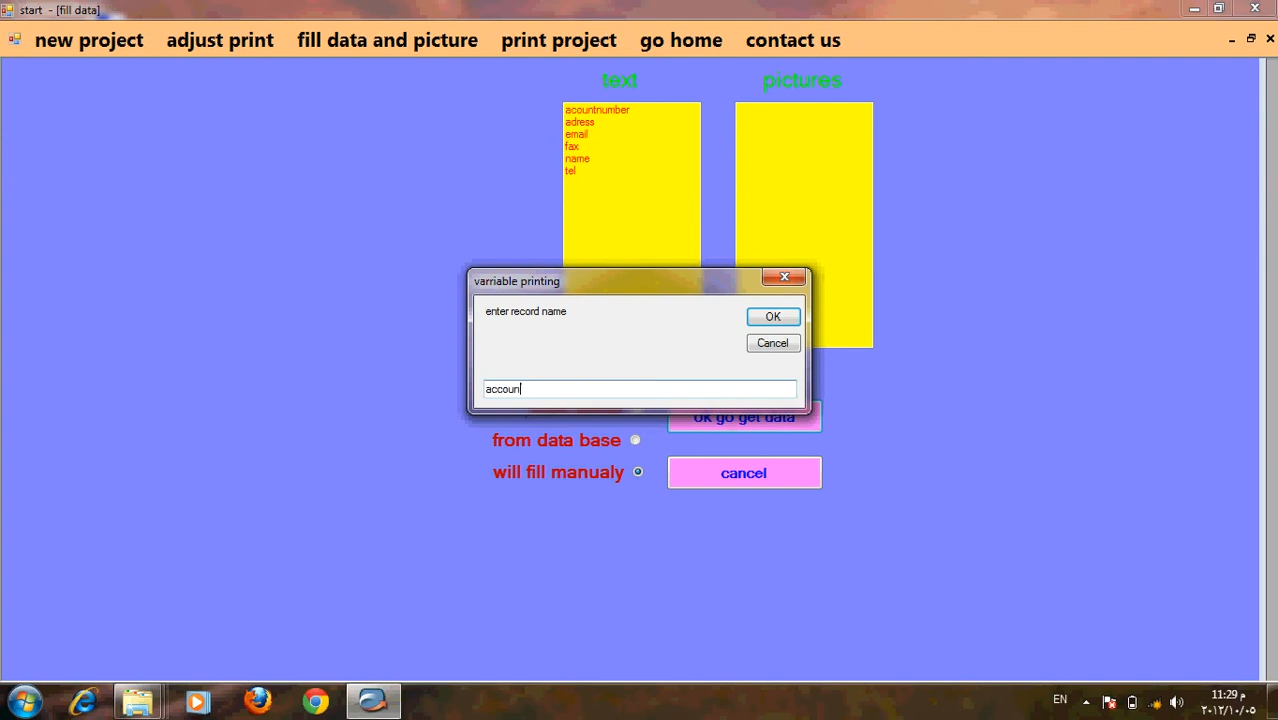 start - [fill data]
new project adjust print fill data and picture print project go home contact us
text pictures
acountnumber
adress
email
fax
name
tel
varriable printing
enter record name
OK
Cancel
accoun
ok go get data
from data base
will fill manualy
cancel
EN
11:29 م
٢٠١٢/١٠/٠٥